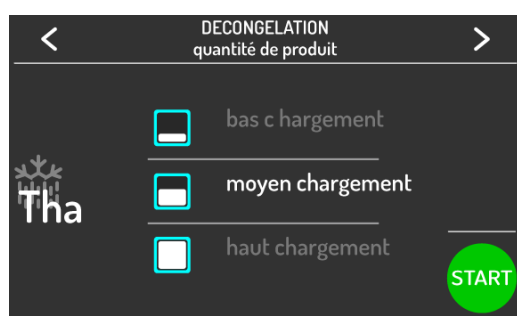 DECONGELATION
quantité de produit
bas c hargement
moyen chargement
Tha
haut chargement
START